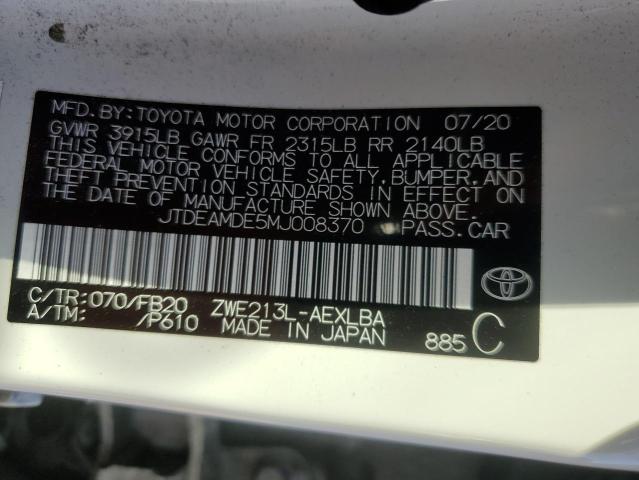 MFD.BY:TOYOTA MOTOR CORPORATION 07/20
GVWR 3915LB GAWR FR 2315LB RR 2140LB
THIS VEHICLE CONFORMS TO ALL APPLICABLE
FEDERAL MOTOR VEHICLE SAFETY,BUMPER,AND
THEFT PREVENTION STANDARDS IN EFFECT ON
THE DATE OF MANUFACTURE SHOWN ABOVE.
JTDEAMDE5MJ008370 PASS.CAR
C/TR:070/FB20 ZWE213L-AEXLBA
A/TM: /P610 MADE IN JAPAN 885 C